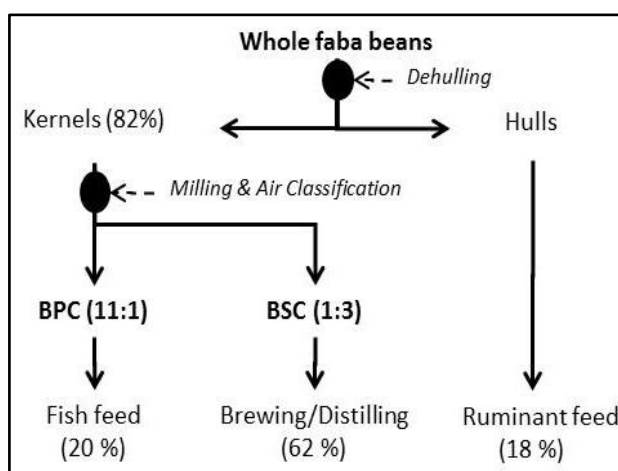 Whole faba beans
Dehulling
Kernels (82%)
Hulls
Milling & Air Classification
BPC (11:1)
BSC (1:3)
Fish feed
(20 %)
Brewing/Distilling
(62 %)
Ruminant feed
(18 %)